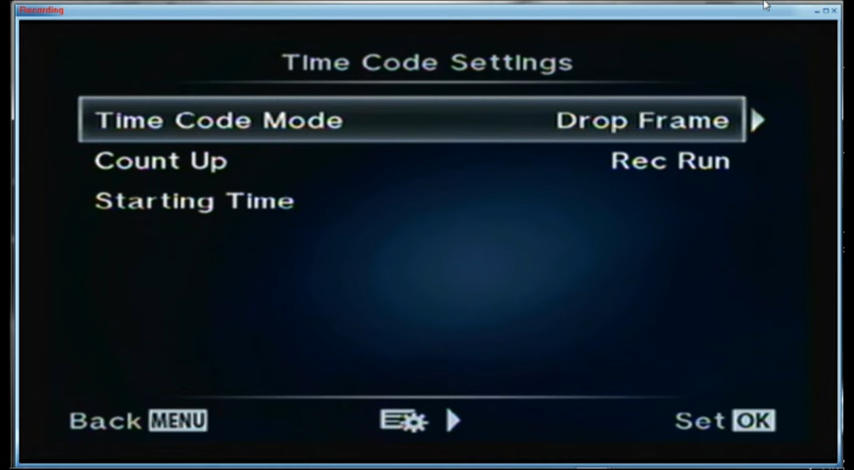 Recording
Time Code Settings
Time Code Mode Drop Frame
Count Up Rec Run
Starting Time
Back MENU Set OK